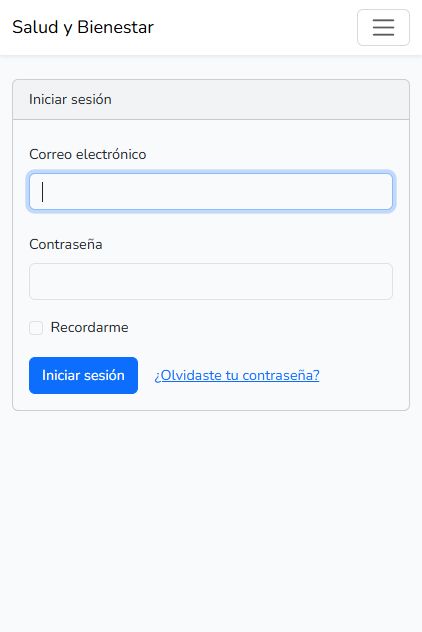 Salud y Bienestar
Iniciar sesión
Correo electrónico
Contraseña
Recordarme
Iniciar sesión ¿Olvidaste tu contraseña?